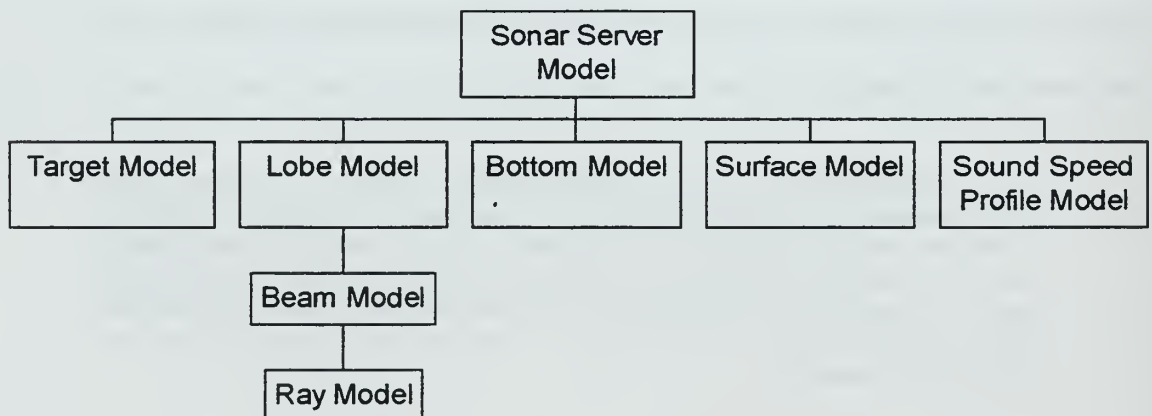 Sonar Server
Model
Target Model
Lobe Model
Bottom Model
Surface Model
Sound Speed
Profile Model
Beam Model
Ray Model